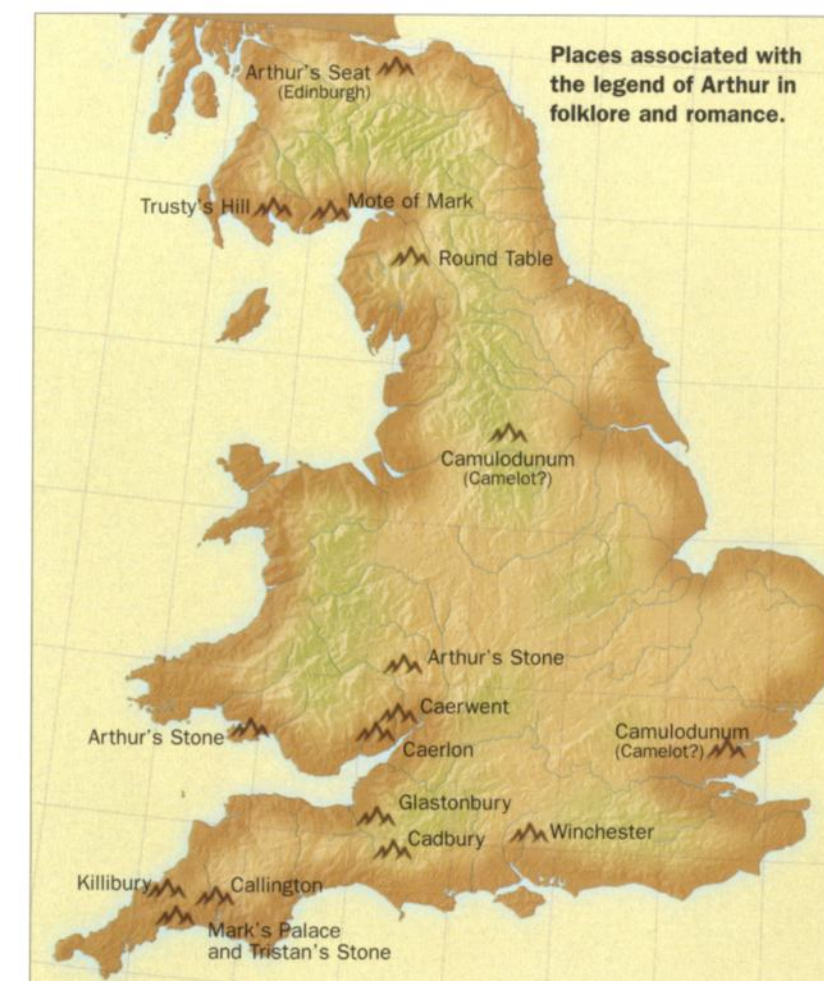 Places associated with
the legend of Arthur in
folklore and romance.
Arthur's Seat
(Edinburgh)
Trusty's Hill
Mote of Mark
Round Table
Camulodunum
(Camelot?)
Arthur's Stone
Caerwent
Arthur's Stone
Caerlon
Camulodunum
(Camelot?)
Glastonbury
Cadbury
Winchester
Killibury
Callington
Mark's Palace
and Tristan's Stone